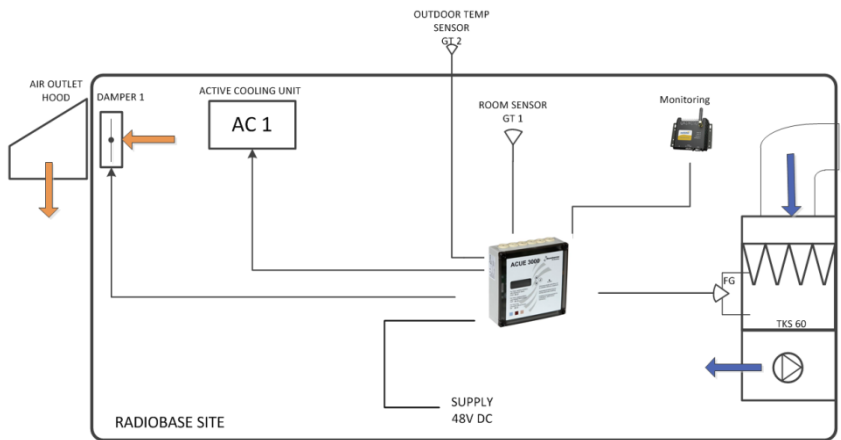 OUTDOOR TEMP
SENSOR
GT 2
AIR OUTLET
HOOD
DAMPER 1
ACTIVE COOLING UNIT
AC 1
ROOM SENSOR
GT 1
Monitoring
ACUE 3000
FG
TKS 60
SUPPLY
48V DC
RADIOBASE SITE